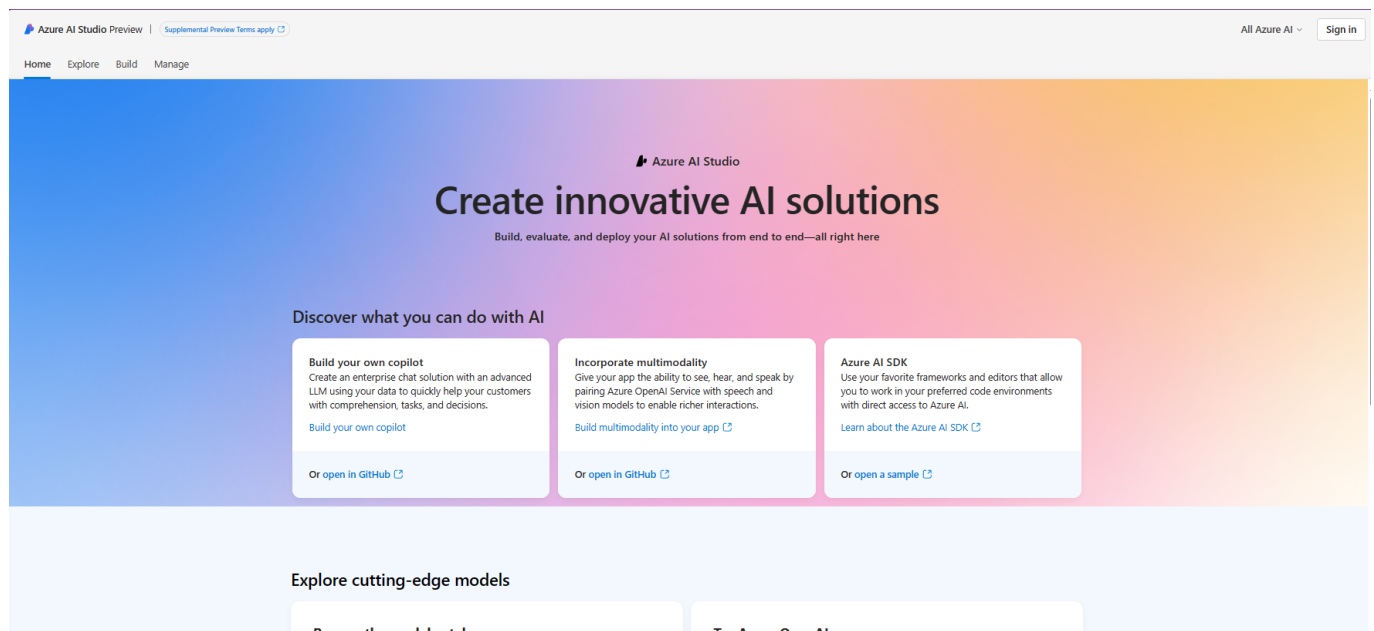 Azure AI Studio Preview | Supplemental Preview Terms apply
All Azure AI
Sign in
Home Explore Build Manage
Azure AI Studio
Create innovative AI solutions
Build, evaluate, and deploy your AI solutions from end to end—all right here
Discover what you can do with AI
Build your own copilot
Create an enterprise chat solution with an advanced
LLM using your data to quickly help your customers
with comprehension, tasks, and decisions.
Build your own copilot
Or open in GitHub
Incorporate multimodality
Give your app the ability to see, hear, and speak by
pairing Azure OpenAI Service with speech and
vision models to enable richer interactions.
Build multimodality into your app
Or open in GitHub
Azure AI SDK
Use your favorite frameworks and editors that allow
you to work in your preferred code environments
with direct access to Azure AI.
Learn about the Azure AI SDK
Or open a sample
Explore cutting-edge models